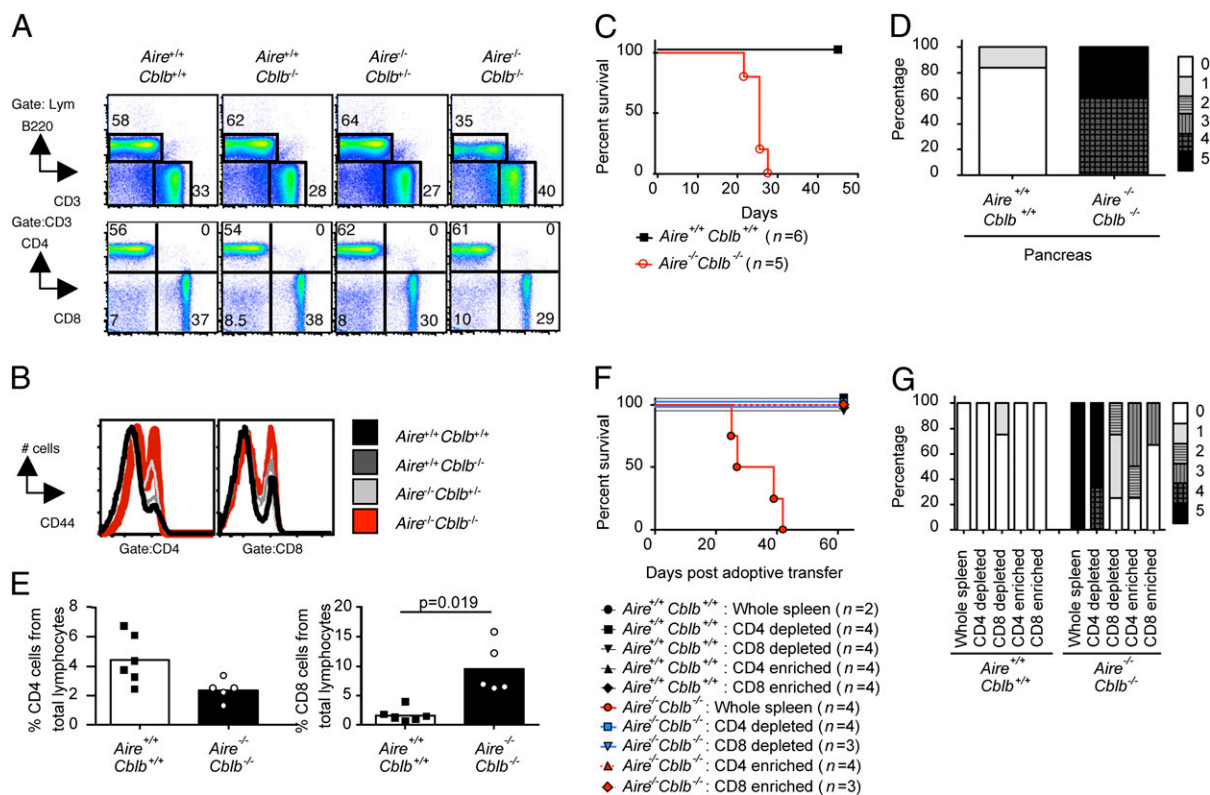 A
Aire+/+ Cblb+/+
Aire+/+ Cblb-/-
Aire-/- Cblb+/-
Aire-/- Cblb-/-
Gate: Lym
B220
CD3
58
33
62
28
64
27
35
40
Gate:CD3
CD4
CD8
56
0
7
37
54
0
8.5
38
62
0
8
30
61
0
10
29
B
# cells
CD44
Gate:CD4
Gate:CD8
Aire+/+Cblb+/+
Aire+/+Cblb-/-
Aire-/-Cblb+/-
Aire-/-Cblb-/-
C
Percent survival
100
50
0
0 10 20 30 40 50
Days
Aire+/+ Cblb+/+ (n=6)
Aire-/-Cblb-/- (n=5)
D
Percentage
100
80
60
40
20
0
Aire+/+ Cblb+/+
Aire-/- Cblb-/-
Pancreas
0
1
2
3
4
5
E
% CD4 cells from total lymphocytes
8
6
4
2
0
Aire+/+ Cblb+/+
Aire-/- Cblb-/-
% CD8 cells from total lymphocytes
20
15
10
5
0
p=0.019
Aire+/+ Cblb+/+
Aire-/- Cblb-/-
F
Percent survival
100
50
0
0 20 40 60
Days post adoptive transfer
Aire+/+ Cblb+/+ : Whole spleen (n=2)
Aire+/+ Cblb+/+ : CD4 depleted (n=4)
Aire+/+ Cblb+/+ : CD8 depleted (n=4)
Aire+/+ Cblb+/+ : CD4 enriched (n=4)
Aire+/+ Cblb+/+ : CD8 enriched (n=4)
Aire-/-Cblb-/- : Whole spleen (n=4)
Aire-/-Cblb-/- : CD4 depleted (n=4)
Aire-/-Cblb-/- : CD8 depleted (n=3)
Aire-/-Cblb-/- : CD4 enriched (n=4)
Aire-/-Cblb-/- : CD8 enriched (n=3)
G
Percentage
100
80
60
40
20
0
Whole spleen
CD4 depleted
CD8 depleted
CD4 enriched
CD8 enriched
Whole spleen
CD4 depleted
CD8 depleted
CD4 enriched
CD8 enriched
Aire+/+ Cblb+/+
Aire-/- Cblb-/-
0
1
2
3
4
5